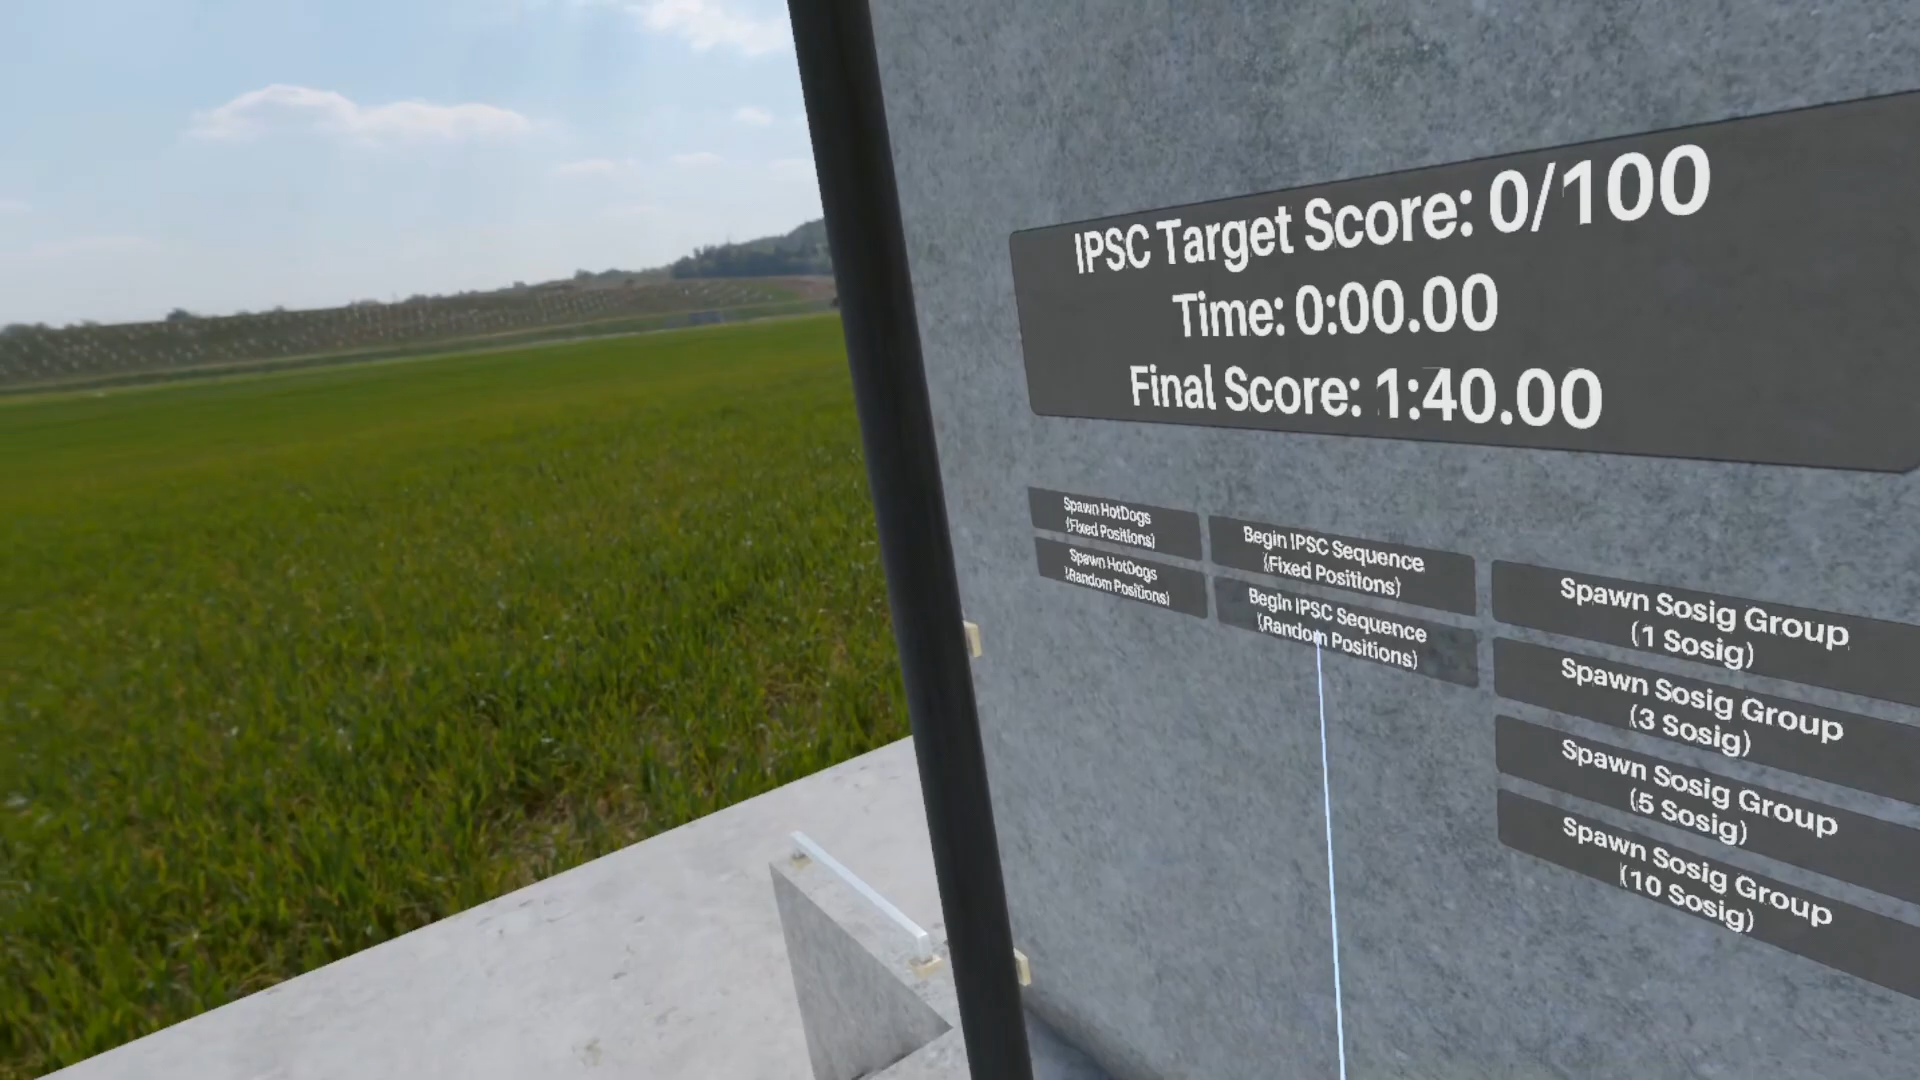 IPSC Target Score: 0/100
Time: 0:00.00
Final Score: 1:40.00
Spawn HotDogs
(Fixed Positions)
Spawn HotDogs
(Random Positions)
Begin IPSC Sequence
(Fixed Positions)
Begin IPSC Sequence
(Random Positions)
Spawn Sosig Group
(1 Sosig)
Spawn Sosig Group
(3 Sosig)
Spawn Sosig Group
(5 Sosig)
Spawn Sosig Group
(10 Sosig)